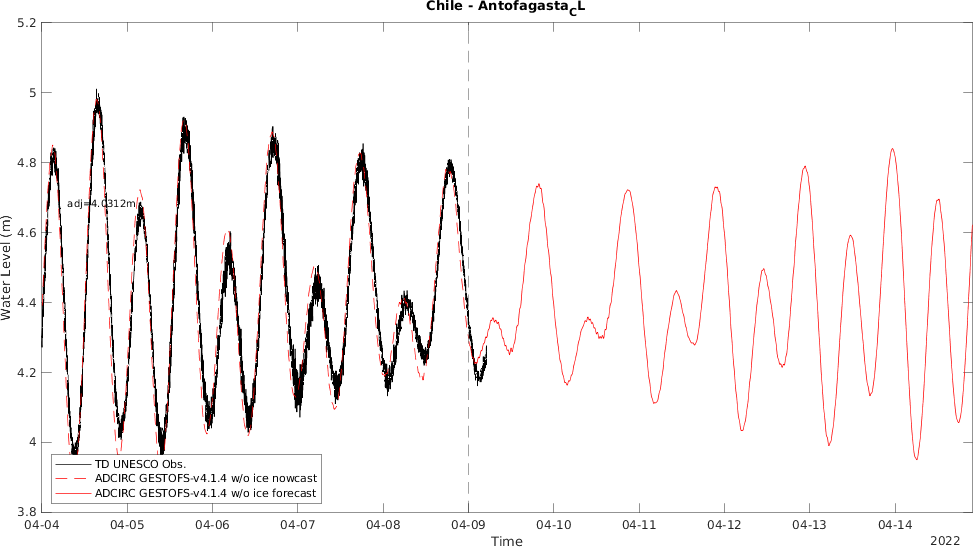 Chile - Antofagasta_CL
5.2
5
4.8
4.6
4.4
4.2
4
3.8
Water Level (m)
adj=4.0312m
TD UNESCO Obs.
ADCIRC GESTOFS-v4.1.4 w/o ice nowcast
ADCIRC GESTOFS-v4.1.4 w/o ice forecast
04-04 04-05 04-06 04-07 04-08 04-09 04-10 04-11 04-12 04-13 04-14
Time
2022